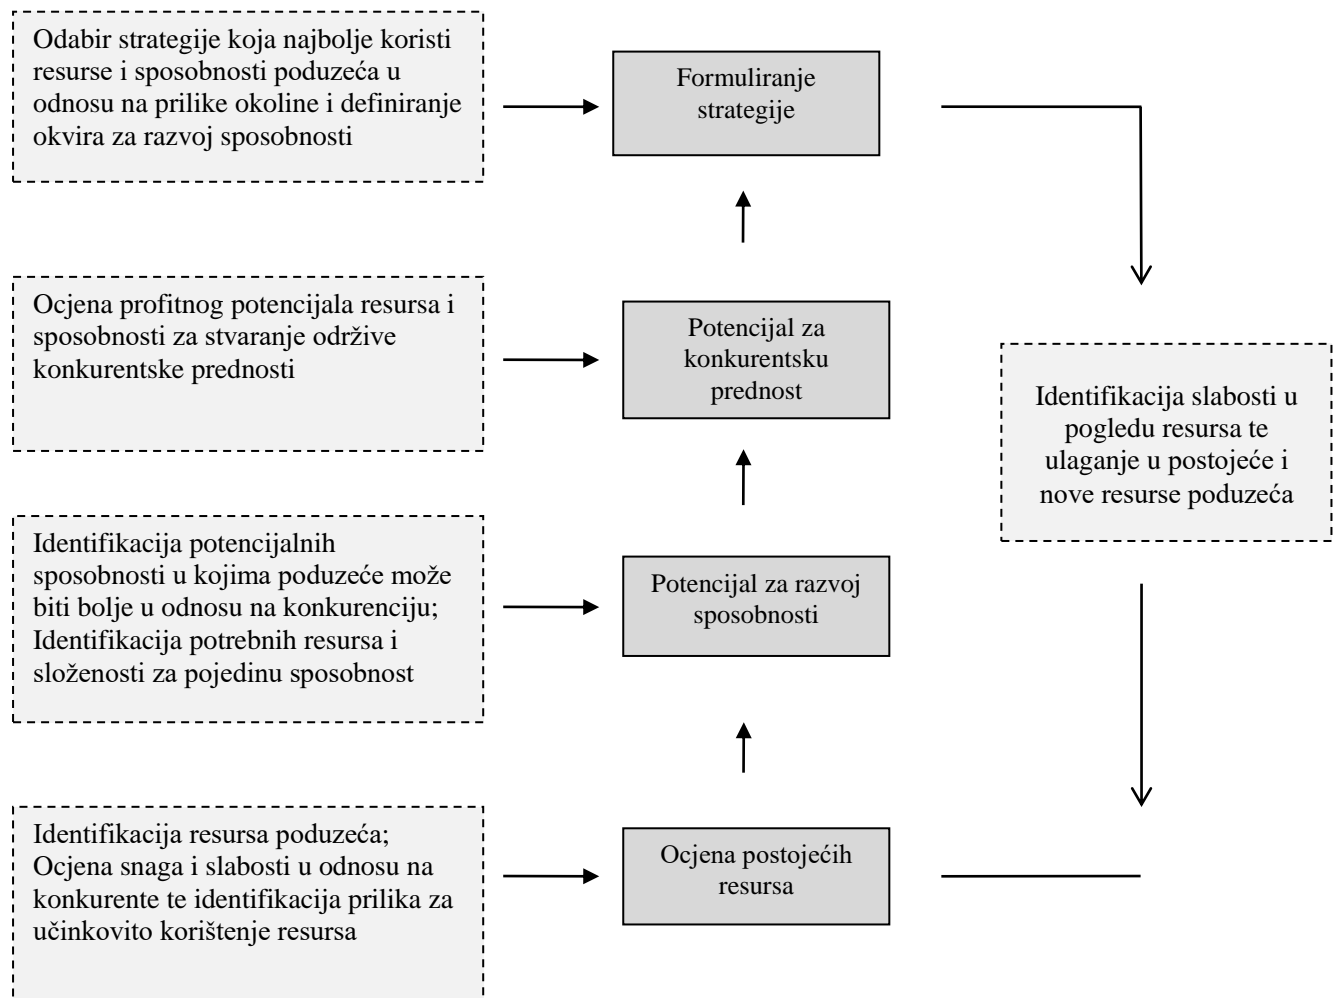 Odabir strategije koja najbolje koristi
resurse i sposobnosti poduzeća u
odnosu na prilike okoline i definiranje
okvira za razvoj sposobnosti
Formuliranje
strategije
Ocjena profitnog potencijala resursa i
sposobnosti za stvaranje održive
konkurentske prednosti
Potencijal za
konkurentsku
prednost
Identifikacija slabosti u
pogledu resursa te
ulaganje u postojeće i
nove resurse poduzeća
Identifikacija potencijalnih
sposobnosti u kojima poduzeće može
biti bolje u odnosu na konkurenciju;
Identifikacija potrebnih resursa i
složenosti za pojedinu sposobnost
Potencijal za razvoj
sposobnosti
Identifikacija resursa poduzeća;
Ocjena snaga i slabosti u odnosu na
konkurente te identifikacija prilika za
učinkovito korištenje resursa
Ocjena postojećih
resursa